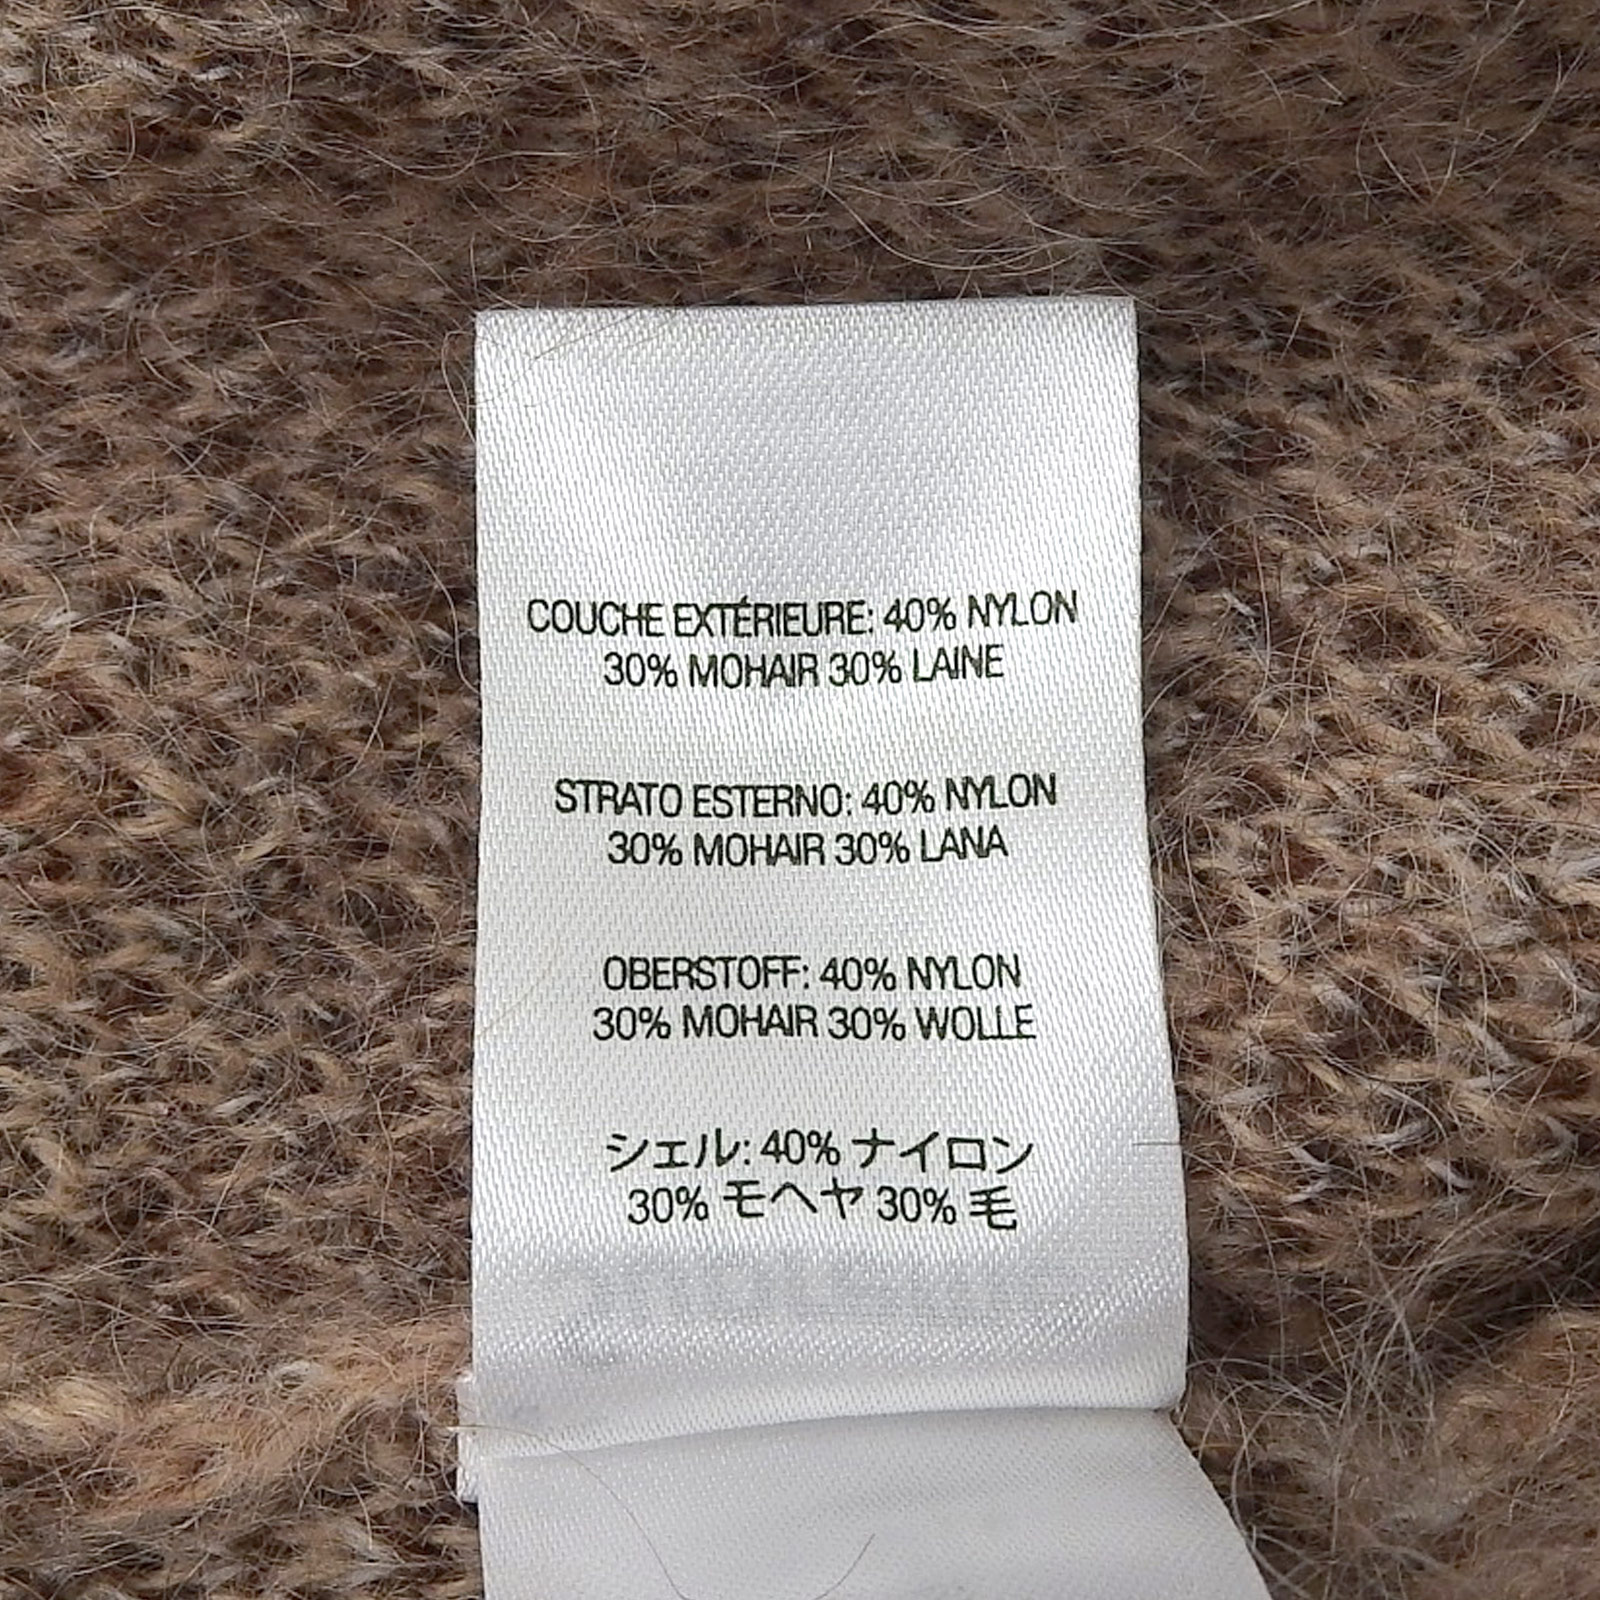 COUCHE EXTÉRIEURE: 40% NYLON
30% MOHAIR 30% LAINE
STRATO ESTERNO: 40% NYLON
30% MOHAIR 30% LANA
OBERSTOFF: 40% NYLON
30% MOHAIR 30% WOLLE
シェル: 40% ナイロン
30% モヘヤ 30% 毛